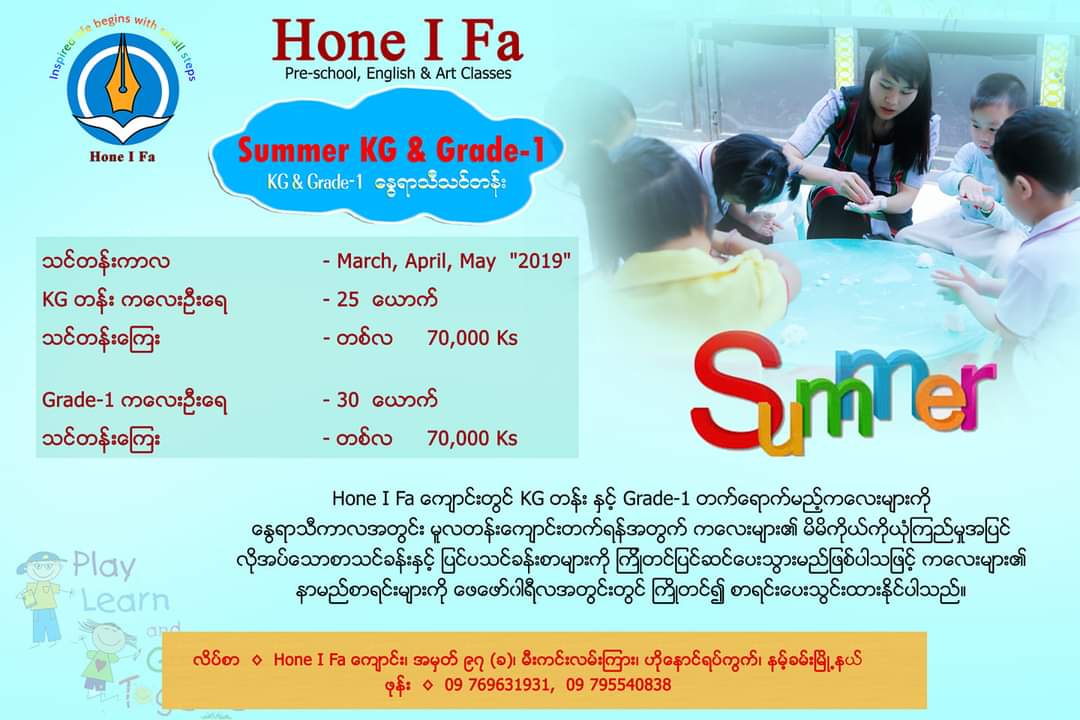 Inspired life begins with small steps
Hone I Fa
Hone I Fa
Pre-school, English & Art Classes
Summer KG & Grade-1
KG & Grade-1 နွေရာသီသင်တန်း
သင်တန်းကာလ - March, April, May "2019"
KG တန်း ကလေးဦးရေ - 25 ယောက်
သင်တန်းကြေး - တစ်လ 70,000 Ks
Grade-1 ကလေးဦးရေ - 30 ယောက်
သင်တန်းကြေး - တစ်လ 70,000 Ks
Summer
Hone I Fa ကျောင်းတွင် KG တန်း နှင့် Grade-1 တက်ရောက်မည့်ကလေးများကို
နွေရာသီကာလအတွင်း မူလတန်းကျောင်းတက်ရန်အတွက် ကလေးများ၏ မိမိကိုယ်ကိုယုံကြည်မှုအပြင်
လိုအပ်သောစာသင်ခန်းနှင့် ပြင်ပသင်ခန်းစာများကို ကြိုတင်ပြင်ဆင်ပေးသွားမည်ဖြစ်ပါသဖြင့် ကလေးများ၏
နာမည်စာရင်းများကို ဖေဖော်ဝါရီလအတွင်းတွင် ကြိုတင်၍ စာရင်းပေးသွင်းထားနိုင်ပါသည်။
Play
Learn
and
လိပ်စာ ◇ Hone I Fa ကျောင်း၊ အမှတ် ၉၇ (ခ)၊ မီးကင်းလမ်းကြား၊ ဟိုနောင်ရပ်ကွက်၊ နမ့်ခမ်းမြို့နယ်
ဖုန်း ◇ 09 769631931, 09 795540838